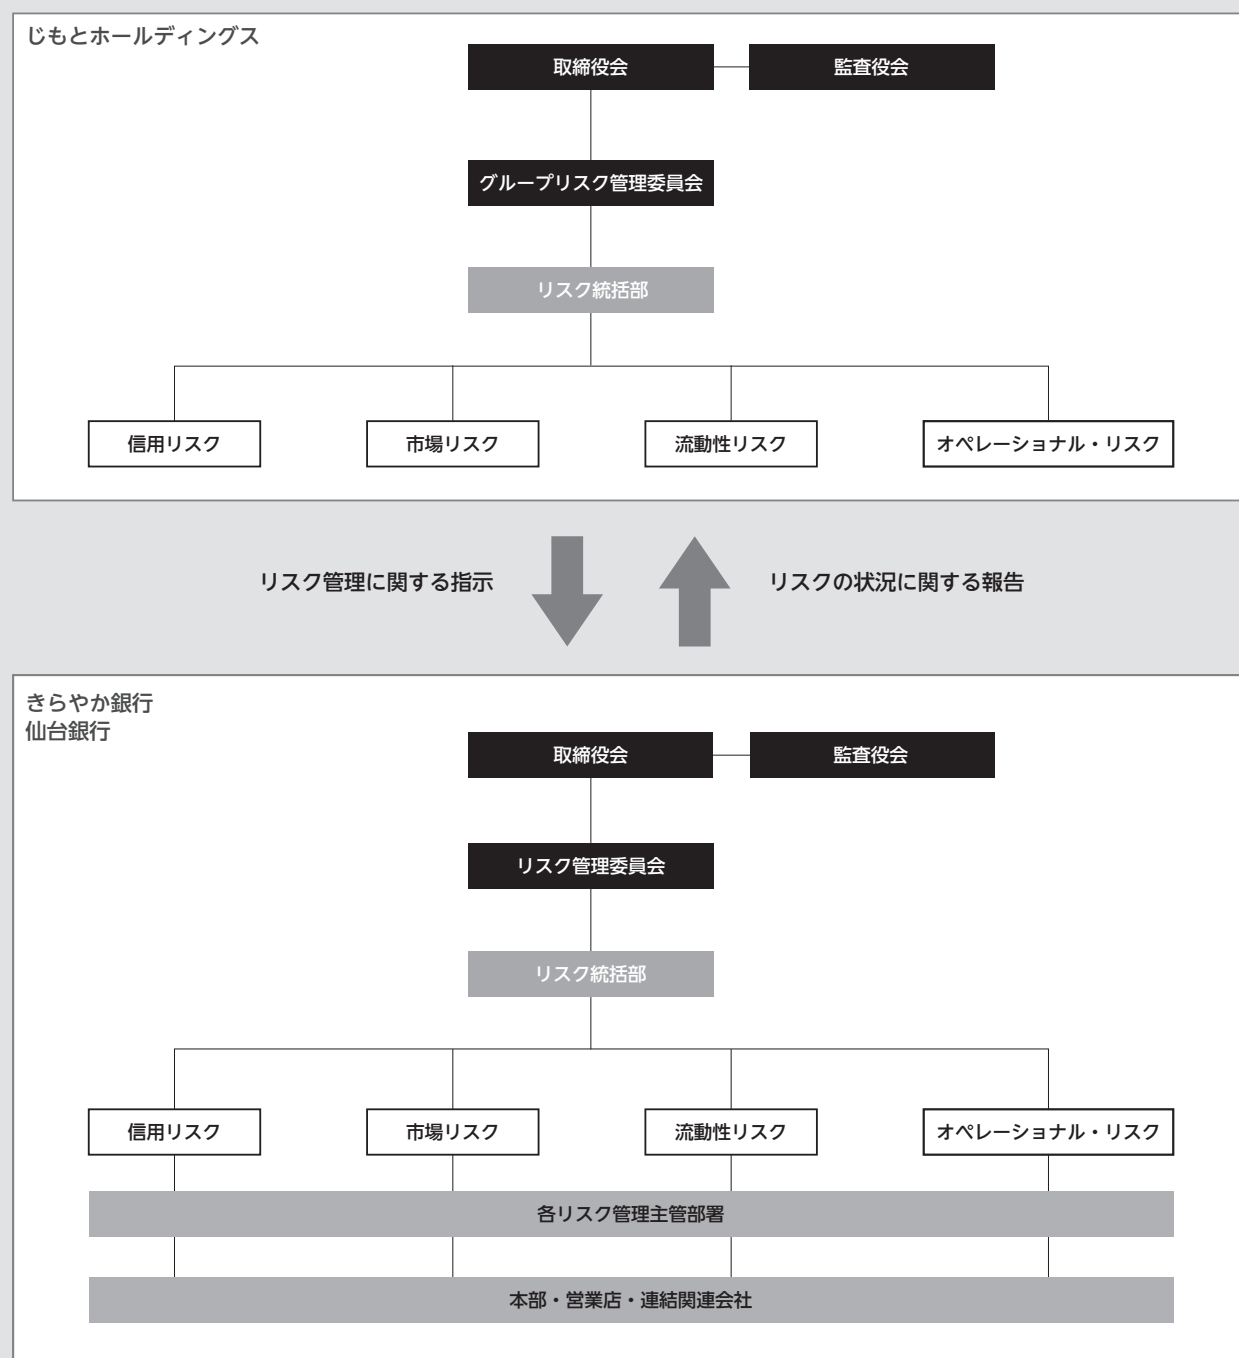 じもとホールディングス
取締役会
監査役会
グループリスク管理委員会
リスク統括部
信用リスク
市場リスク
流動性リスク
オペレーショナル・リスク
リスク管理に関する指示
リスクの状況に関する報告
きらやか銀行
仙台銀行
取締役会
監査役会
リスク管理委員会
リスク統括部
信用リスク
市場リスク
流動性リスク
オペレーショナル・リスク
各リスク管理主管部署
本部・営業店・連結関連会社